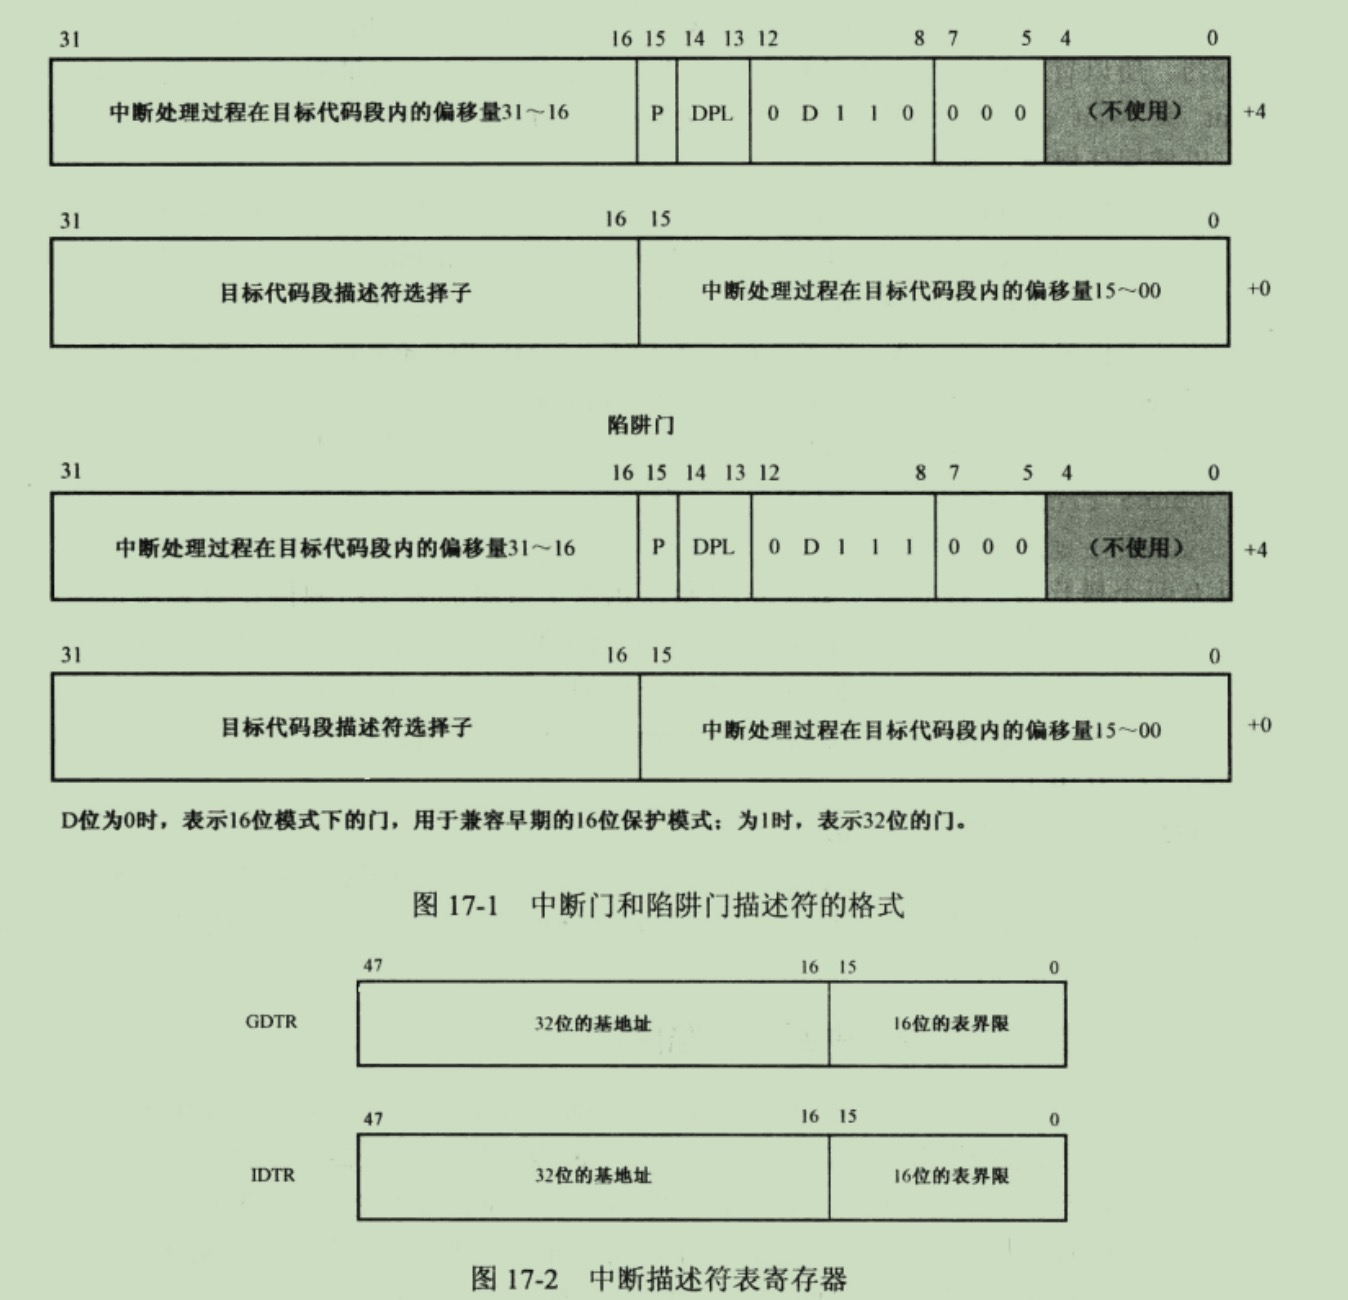 31 16 15 14 13 12 8 7 5 4 0
中断处理过程在目标代码段内的偏移量31～16 P DPL 0 D 1 1 0 0 0 0 （不使用） +4
31 16 15 0
目标代码段描述符选择子 中断处理过程在目标代码段内的偏移量15～00 +0
陷阱门
31 16 15 14 13 12 8 7 5 4 0
中断处理过程在目标代码段内的偏移量31～16 P DPL 0 D 1 1 1 0 0 0 （不使用） +4
31 16 15 0
目标代码段描述符选择子 中断处理过程在目标代码段内的偏移量15～00 +0
D位为0时，表示16位模式下的门，用于兼容早期的16位保护模式；为1时，表示32位的门。
图 17-1 中断门和陷阱门描述符的格式
47 16 15 0
GDTR 32位的基地址 16位的表界限
47 16 15 0
IDTR 32位的基地址 16位的表界限
图 17-2 中断描述符表寄存器